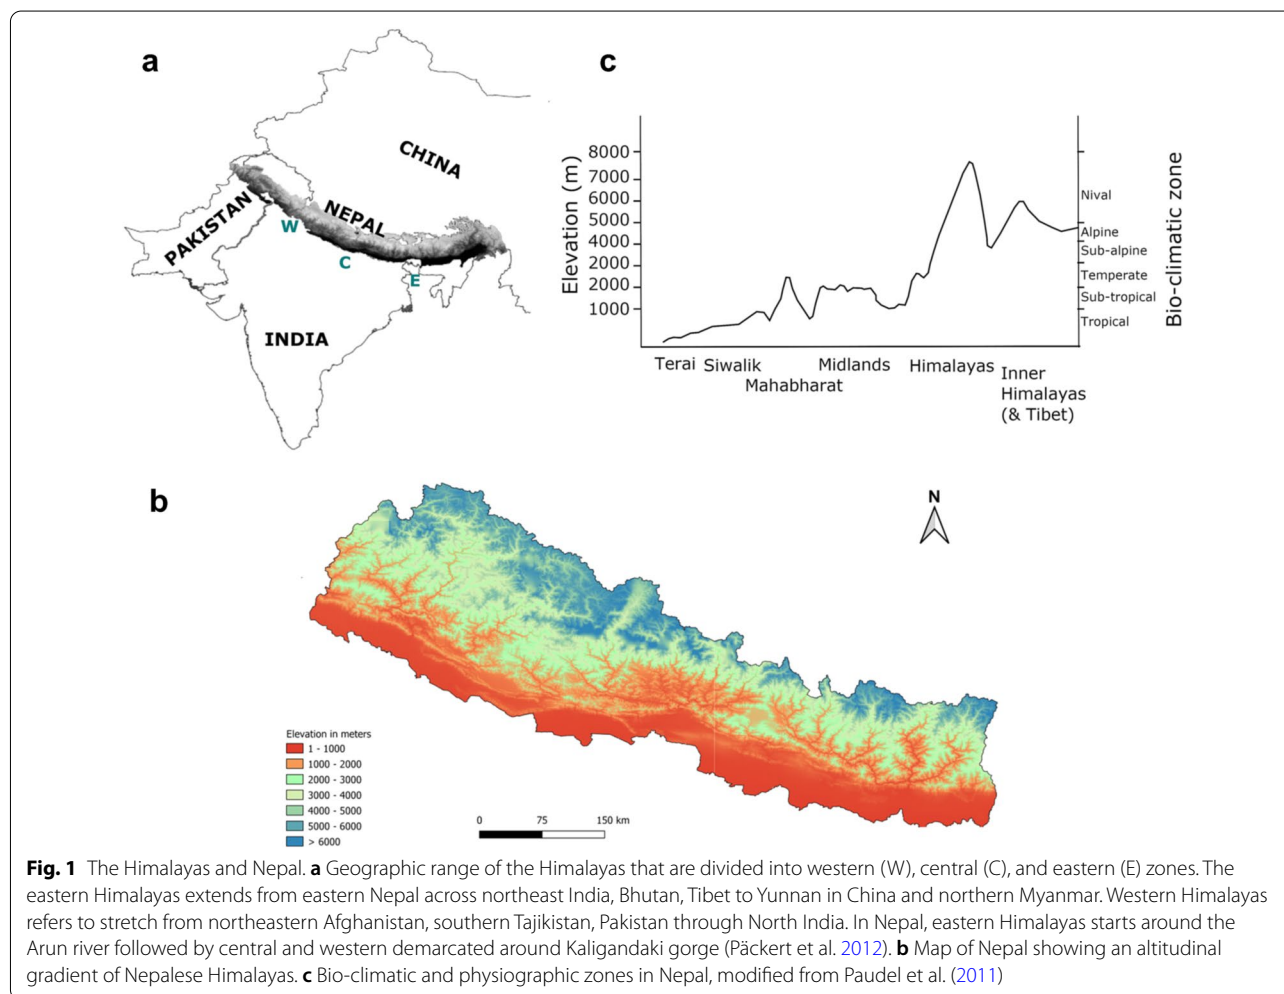 a
CHINA
PAKISTAN
NEPAL
W
C
E
INDIA
c
Elevation (m)
8000
7000
6000
5000
4000
2000
2000
1000
Nival
Alpine
Sub-alpine
Temperate
Sub-tropical
Tropical
Bio-climatic zone
Terai
Siwalik
Mahabharat
Midlands
Himalayas
Inner
Himalayas
(& Tibet)
b
N
Elevation in meters
1 - 1000
1000 - 2000
2000 - 3000
3000 - 4000
4000 - 5000
5000 - 6000
> 6000
0 75 150 km
Fig. 1 The Himalayas and Nepal. a Geographic range of the Himalayas that are divided into western (W), central (C), and eastern (E) zones. The
eastern Himalayas extends from eastern Nepal across northeast India, Bhutan, Tibet to Yunnan in China and northern Myanmar. Western Himalayas
refers to stretch from northeastern Afghanistan, southern Tajikistan, Pakistan through North India. In Nepal, eastern Himalayas starts around the
Arun river followed by central and western demarcated around Kaligandaki gorge (Päckert et al. 2012). b Map of Nepal showing an altitudinal
gradient of Nepalese Himalayas. c Bio-climatic and physiographic zones in Nepal, modified from Paudel et al. (2011)